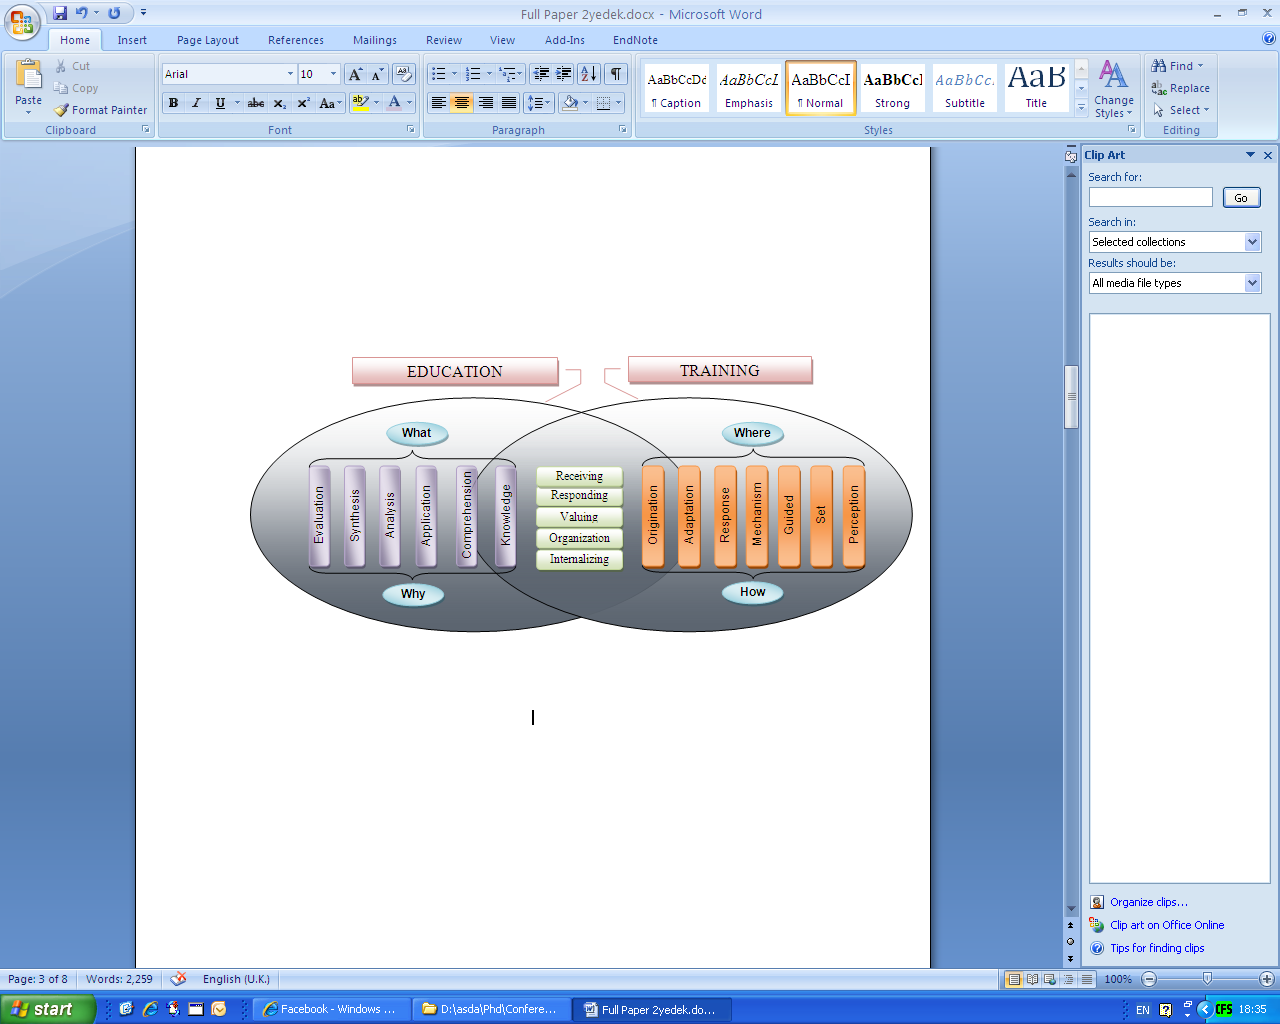 Full Paper 2yedek.docx - Microsoft Word
Home Insert Page Layout References Mailings Review View Add-Ins EndNote
Paste
Cut
Copy
Format Painter
Clipboard
Arial 10
B I U abc x₂ x² Aa
Font
Paragraph
AaBbCcDd AaBbCcI AaBbCcI AaBbCcI AaBbCc. AaB
¶ Caption Emphasis ¶ Normal Strong Subtitle Title
Change Styles
Styles
Find
Replace
Select
Editing
Clip Art
Search for:
Go
Search in:
Selected collections
Results should be:
All media file types
EDUCATION TRAINING
What Where
Evaluation
Synthesis
Analysis
Application
Comprehension
Knowledge
Receiving
Responding
Valuing
Organization
Internalizing
Origination
Adaptation
Response
Mechanism
Guided
Set
Perception
Why How
Organize clips...
Clip art on Office Online
Tips for finding clips
Page: 3 of 8 Words: 2,259 English (U.K.) 100%
start Facebook - Windows ... D:\asda\Phd\Confere... Full Paper 2yedek.do... EN CFS 18:35